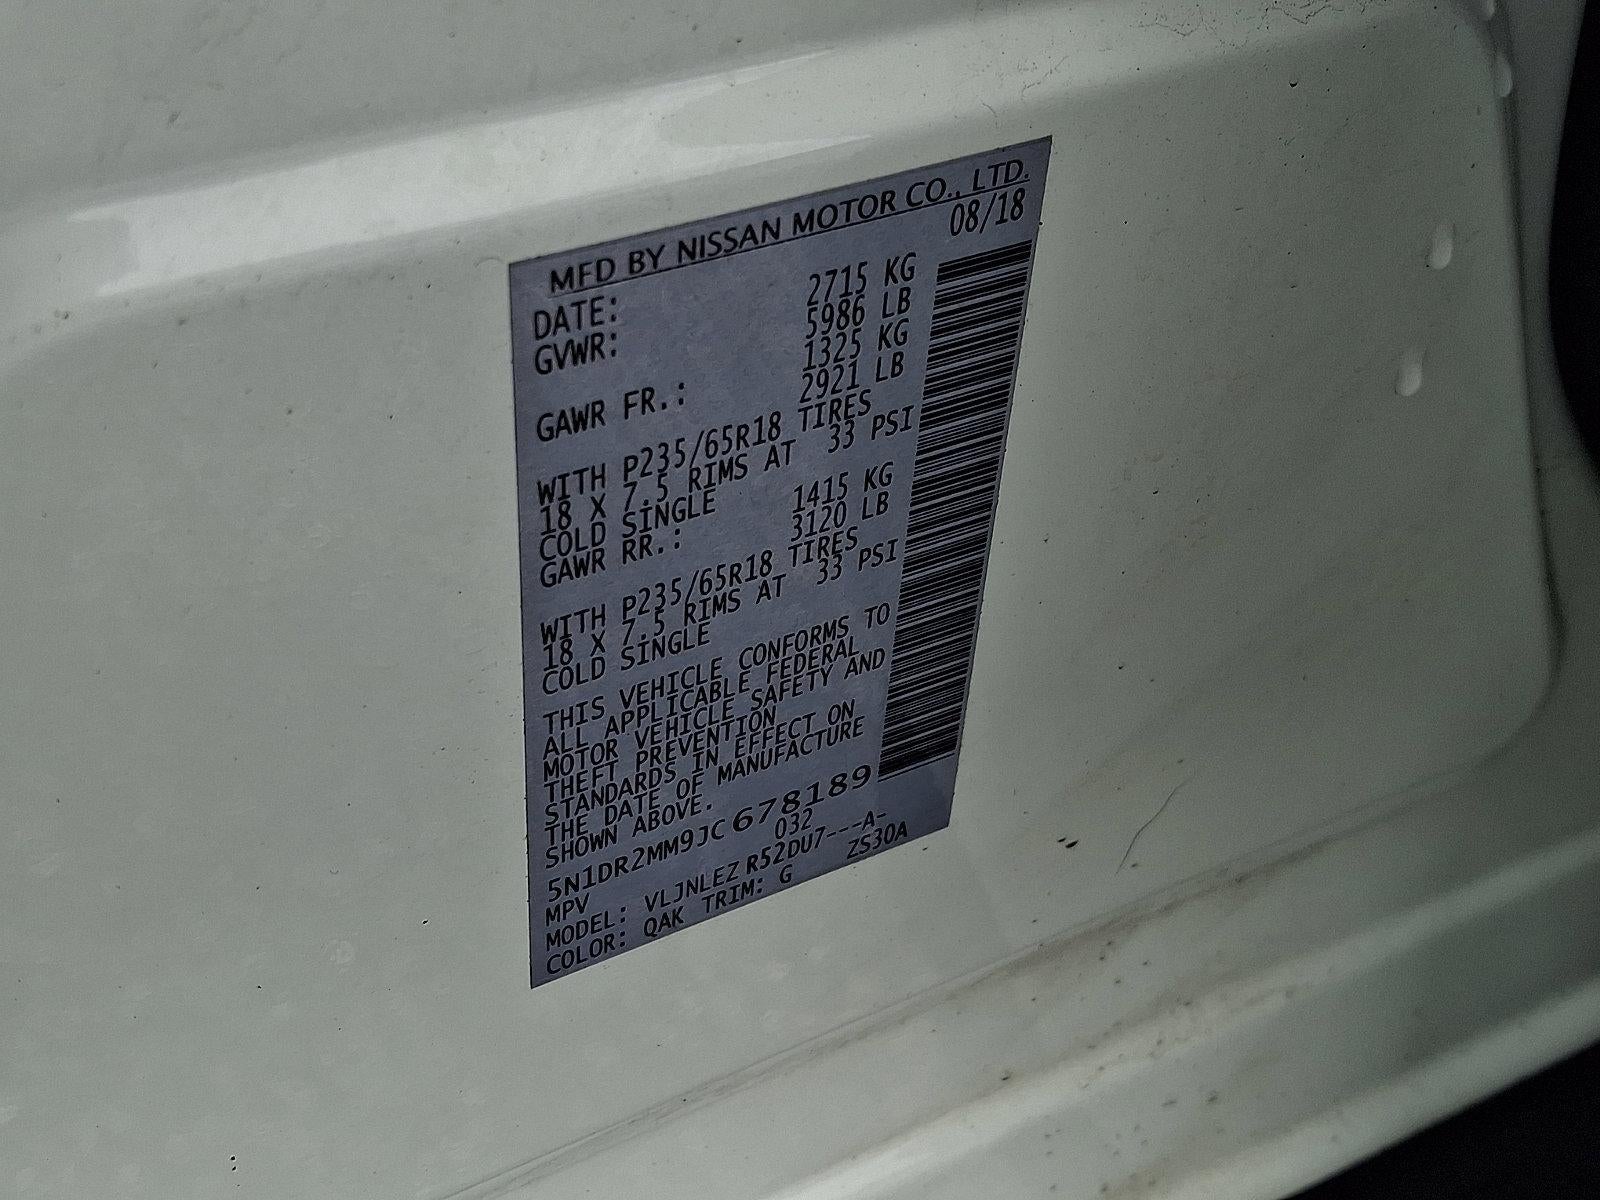 MFD BY NISSAN MOTOR CO., LTD.
DATE: 08/18
GVWR: 2715 KG
5986 LB
GAWR FR.: 1325 KG
2921 LB
WITH P235/65R18 TIRES
18 X 7.5 RIMS AT 33 PSI
COLD SINGLE
GAWR RR.: 1415 KG
3120 LB
WITH P235/65R18 TIRES
18 X 7.5 RIMS AT 33 PSI
COLD SINGLE
THIS VEHICLE CONFORMS TO
ALL APPLICABLE FEDERAL
MOTOR VEHICLE SAFETY AND
THEFT PREVENTION
STANDARDS IN EFFECT ON
THE DATE OF MANUFACTURE
SHOWN ABOVE.
5N1DR2MM9JC678189
MPV 032
MODEL: VLJNLEZ R52DU7---A-
COLOR: QAK TRIM: G ZS30A